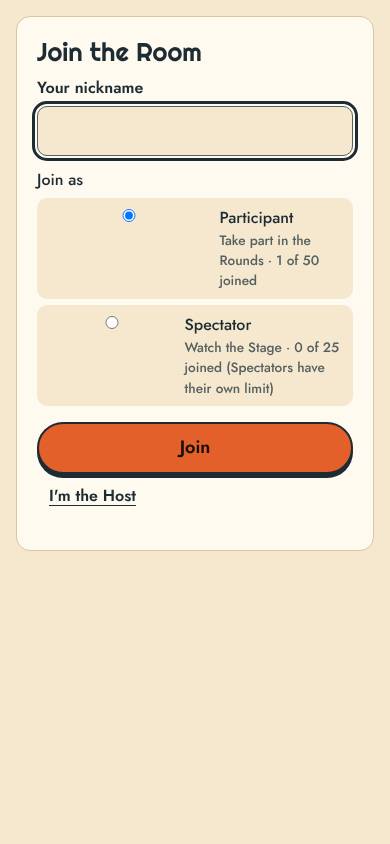 Join the Room
Your nickname
Join as
Participant
Take part in the
Rounds · 1 of 50
joined
Spectator
Watch the Stage · 0 of 25
joined (Spectators have
their own limit)
Join
I'm the Host